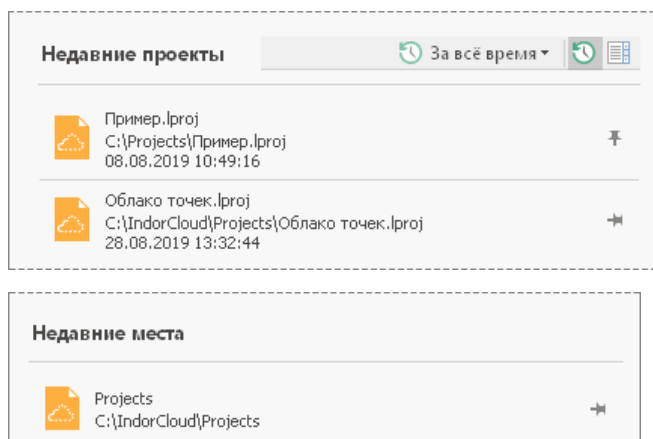 Недавние проекты
За всё время
Пример.lproj
C:\Projects\Пример.lproj
08.08.2019 10:49:16
Облако точек.lproj
C:\IndorCloud\Projects\Облако точек.lproj
28.08.2019 13:32:44
Недавние места
Projects
C:\IndorCloud\Projects